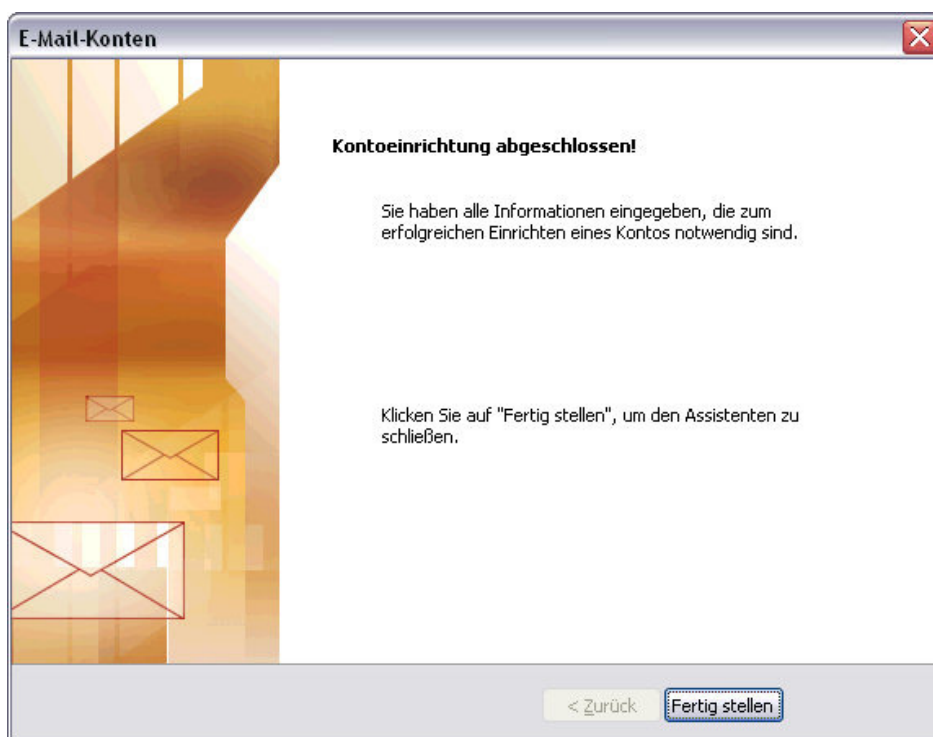 E-Mail-Konten
Kontoeinrichtung abgeschlossen!
Sie haben alle Informationen eingegeben, die zum
erfolgreichen Einrichten eines Kontos notwendig sind.
Klicken Sie auf "Fertig stellen", um den Assistenten zu
schließen.
< Zurück Fertig stellen